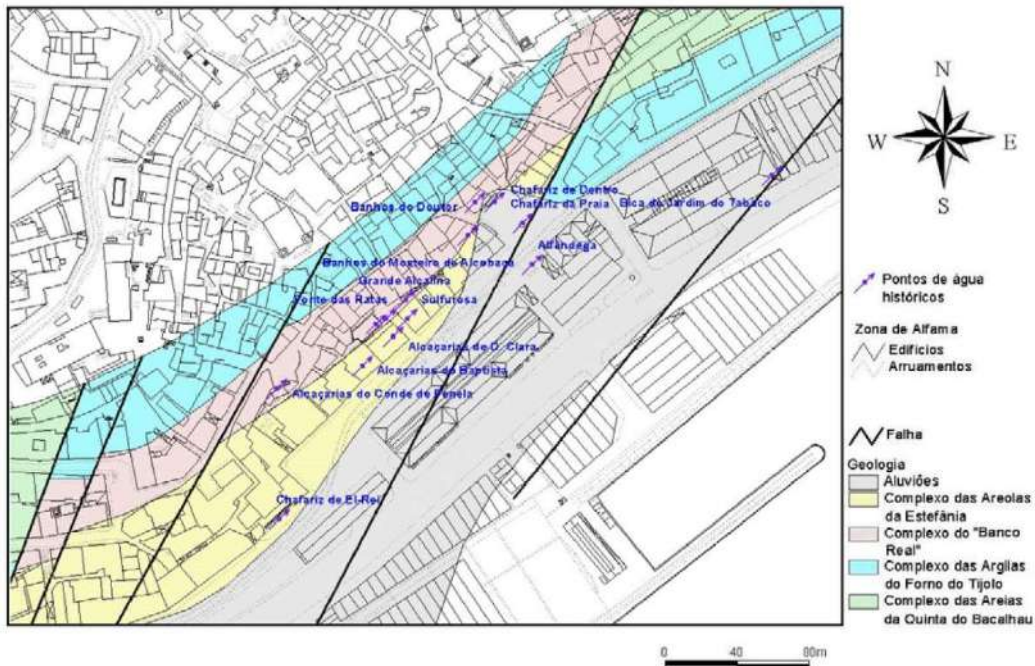 N
W E
S
Chafariz de Dentro
Banhos do Doutor
Chafariz da Praia
Bica do Jardim do Tabaco
Alfândega
Banhos do Mosteiro de Alcobaça
Grande Alcalina
Fonte das Ratas
Sulfurosa
Alcaçarias de D. Clara
Alcaçarias do Baptista
Alcaçarias do Conde de Penela
Chafariz de El-Rei
Pontos de água
históricos
Zona de Alfama
Edifícios
Arruamentos
Falha
Geologia
Aluviões
Complexo das Areolas
da Estefânia
Complexo do "Banco
Real"
Complexo das Argilas
do Forno do Tijolo
Complexo das Areias
da Quinta do Bacalhau
0 40 80m